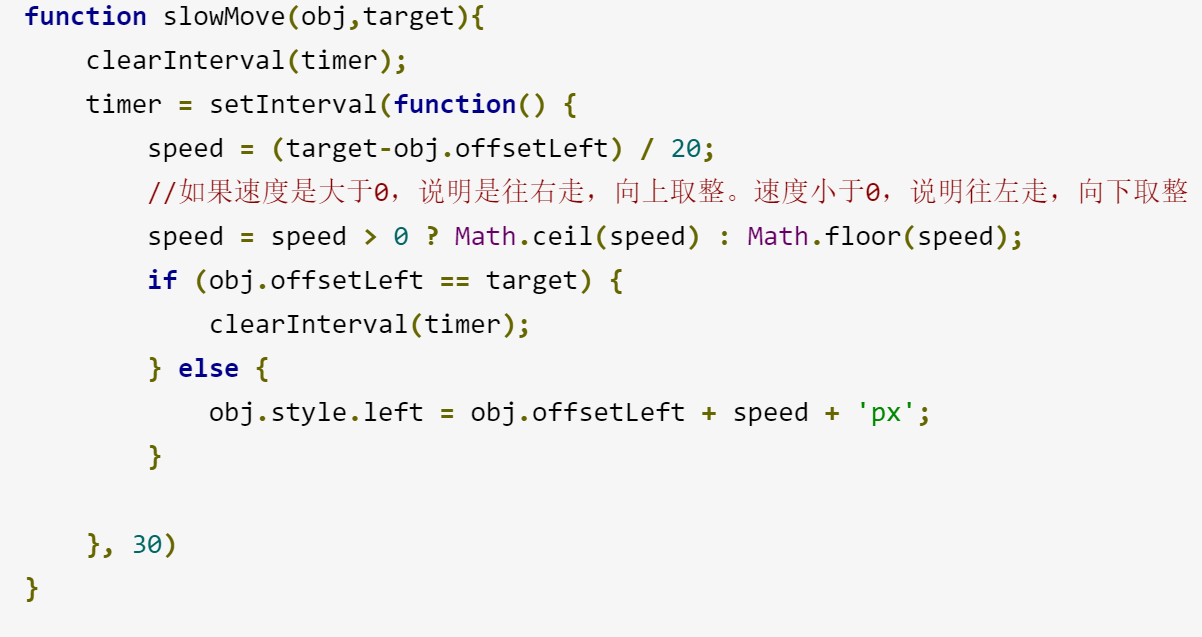 function slowMove(obj,target){
    clearInterval(timer);
    timer = setInterval(function() {
        speed = (target-obj.offsetLeft) / 20;
        //如果速度是大于0，说明是往右走，向上取整。速度小于0，说明往左走，向下取整
        speed = speed > 0 ? Math.ceil(speed) : Math.floor(speed);
        if (obj.offsetLeft == target) {
            clearInterval(timer);
        } else {
            obj.style.left = obj.offsetLeft + speed + 'px';
        }

    }, 30)
}